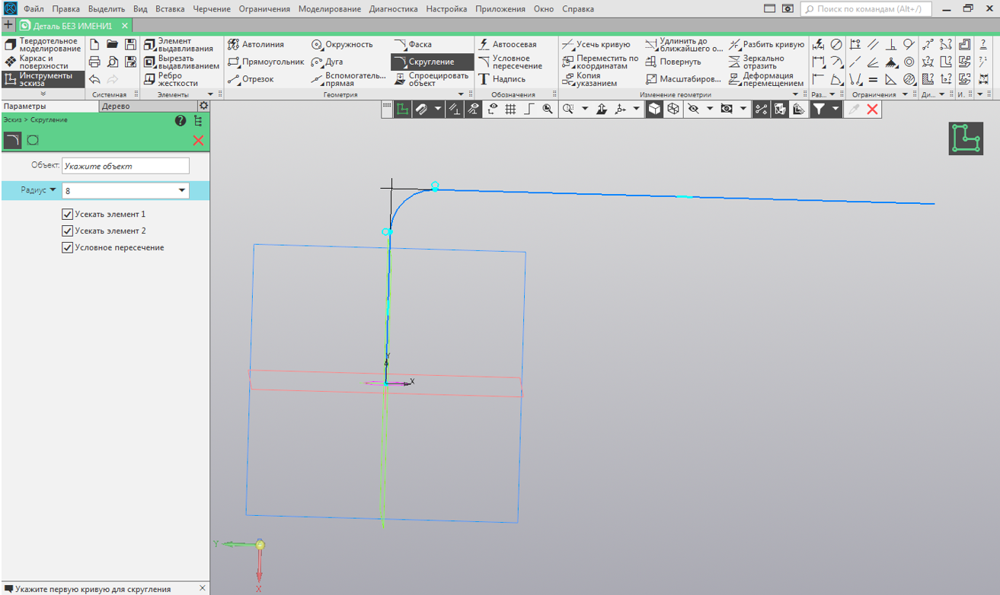 Файл Правка Выделить Вид Вставка Черчение Ограничения Моделирование Диагностика Настройка Приложения Окно Справка Поиск по командам (Alt+/)
+ Деталь БЕЗ ИМЕНИ1 ×
Твердотельное моделирование
Каркас и поверхности
Инструменты эскиза
Системная
Элемент выдавливания
Вырезать выдавливанием
Ребро жесткости
Элементы
Автолиния
Прямоугольник
Отрезок
Окружность
Дуга
Вспомогатель... прямая
Фаска
Скругление
Спроецировать объект
Геометрия
Автоосевая
Условное пересечение
Надпись
Обозначения
Усечь кривую
Переместить по координатам
Копия указанием
Удлинить до ближайшего о...
Повернуть
Масштабиров...
Разбить кривую
Зеркально отразить
Деформация перемещением
Изменение геометрии
Раз...
Ограничения
Ди...
И.
Параметры
Дерево
Эскиз > Скругление
Объект: Укажите объект
Радиус 8
Усекать элемент 1
Усекать элемент 2
Условное пересечение
Y
X
Y
X
Укажите первую кривую для скругления